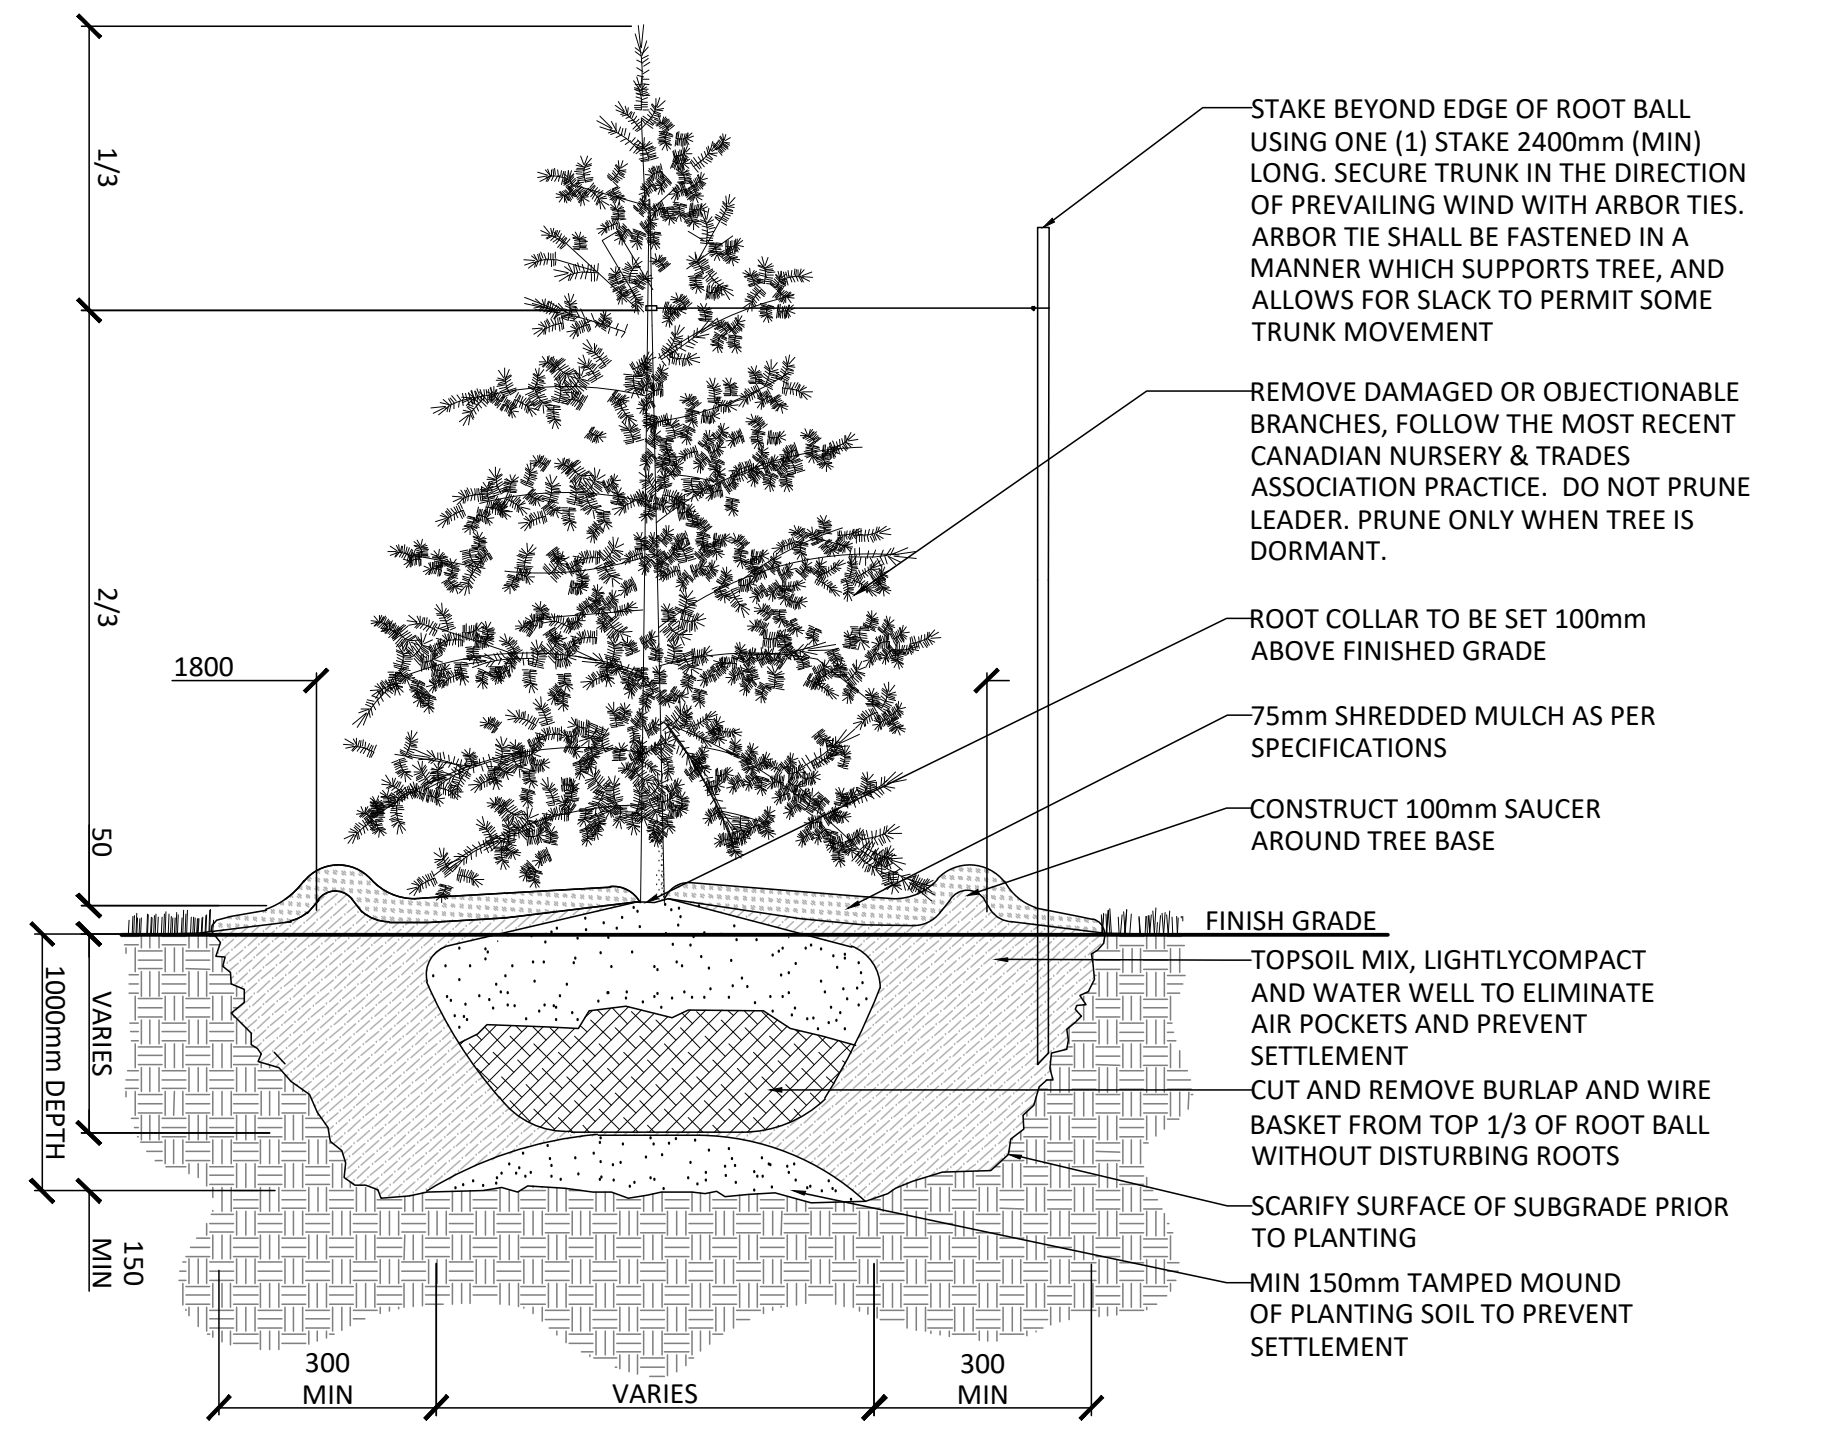 STAKE BEYOND EDGE OF ROOT BALL
USING ONE (1) STAKE 2400mm (MIN)
LONG. SECURE TRUNK IN THE DIRECTION
OF PREVAILING WIND WITH ARBOR TIES.
ARBOR TIE SHALL BE FASTENED IN A
MANNER WHICH SUPPORTS TREE, AND
ALLOWS FOR SLACK TO PERMIT SOME
TRUNK MOVEMENT
REMOVE DAMAGED OR OBJECTIONABLE
BRANCHES, FOLLOW THE MOST RECENT
CANADIAN NURSERY & TRADES
ASSOCIATION PRACTICE.  DO NOT PRUNE
LEADER. PRUNE ONLY WHEN TREE IS
DORMANT.
ROOT COLLAR TO BE SET 100mm
ABOVE FINISHED GRADE
75mm SHREDDED MULCH AS PER
SPECIFICATIONS
CONSTRUCT 100mm SAUCER
AROUND TREE BASE
FINISH GRADE
TOPSOIL MIX, LIGHTLYCOMPACT
AND WATER WELL TO ELIMINATE
AIR POCKETS AND PREVENT
SETTLEMENT
CUT AND REMOVE BURLAP AND WIRE
BASKET FROM TOP 1/3 OF ROOT BALL
WITHOUT DISTURBING ROOTS
SCARIFY SURFACE OF SUBGRADE PRIOR
TO PLANTING
MIN 150mm TAMPED MOUND
OF PLANTING SOIL TO PREVENT
SETTLEMENT
1/3
2/3
1800
50
VARIES
1000mm DEPTH
150
MIN
300
MIN
VARIES
300
MIN